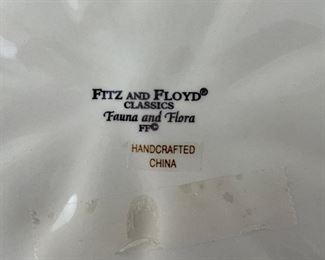 FITZ AND FLOYD®
CLASSICS
Fauna and Flora
FF©
HANDCRAFTED
CHINA